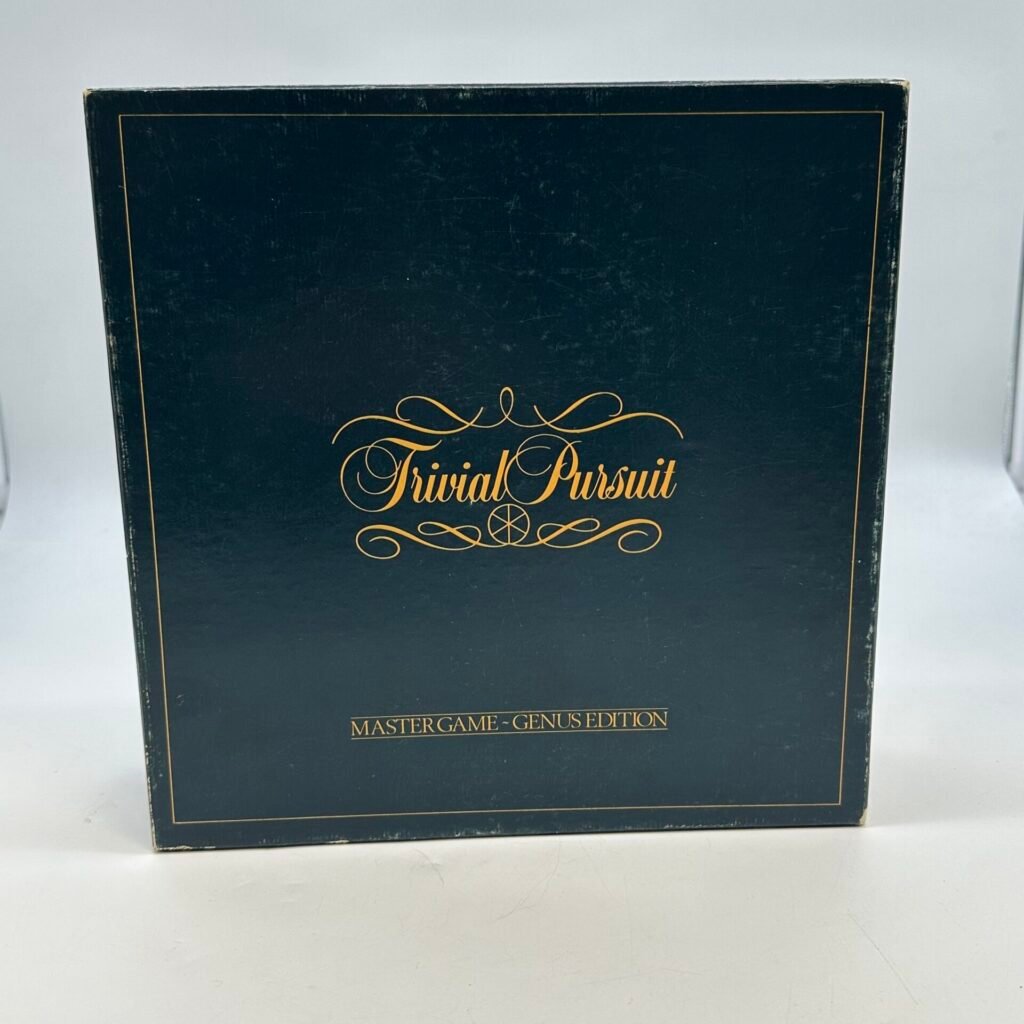 Trivial Pursuit
MASTER GAME ~ GENUS EDITION